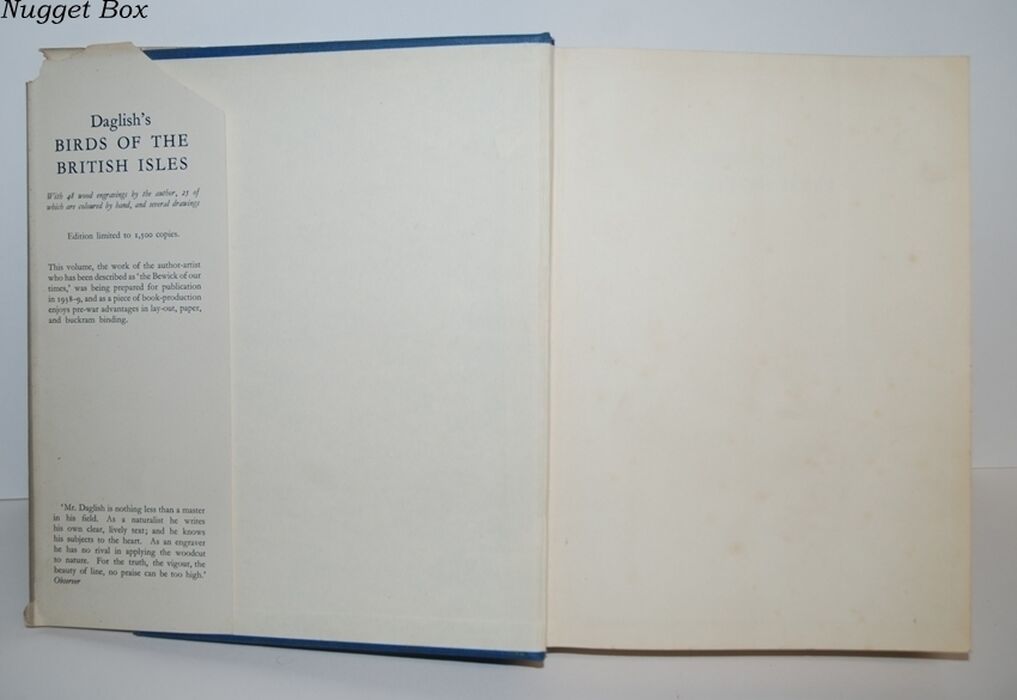 Nugget Box
Daglish's
BIRDS OF THE
BRITISH ISLES
With 48 wood engravings by the author, 25 of
which are coloured by hand, and several drawings
Edition limited to 1,500 copies.
This volume, the work of the author-artist
who has been described as 'the Bewick of our
times,' was being prepared for publication
in 1938-9, and as a piece of book-production
enjoys pre-war advantages in lay-out, paper,
and buckram binding.
'Mr. Daglish is nothing less than a master
in his field. As a naturalist he writes
his own clear, lively text; and he knows
his subjects to the heart. As an engraver
he has no rival in applying the woodcut
to nature. For the truth, the vigour, the
beauty of line, no praise can be too high.'
Observer